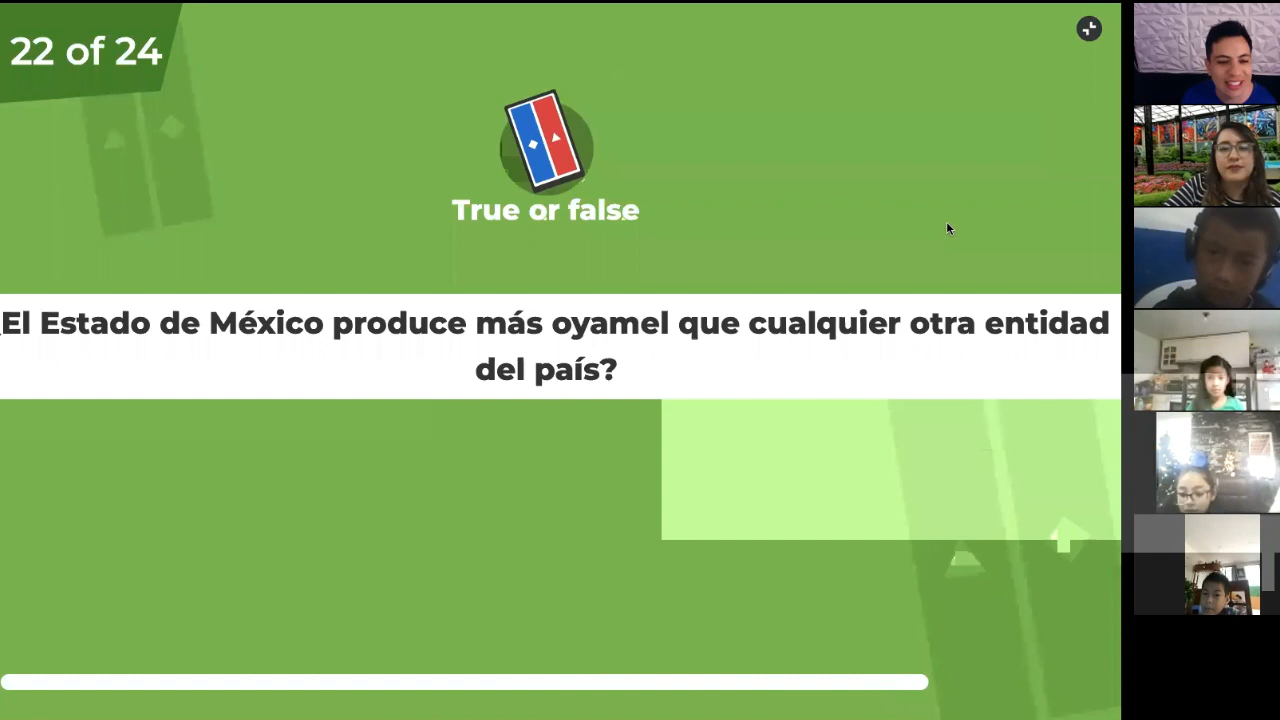 22 of 24
True or false
¿El Estado de México produce más oyamel que cualquier otra entidad
del país?